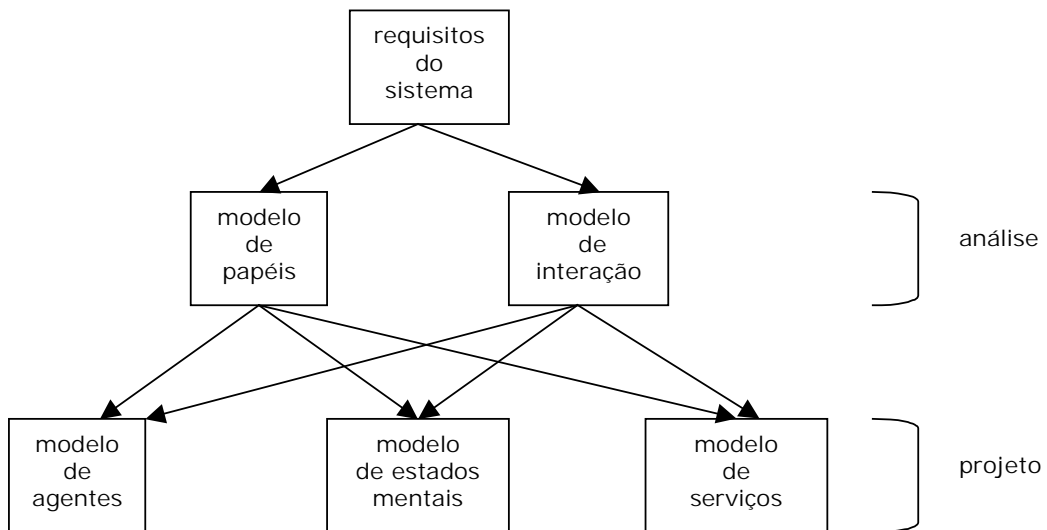 requisitos
do
sistema
modelo
de
papéis
modelo
de
interação
análise
modelo
de
agentes
modelo
de estados
mentais
modelo
de
serviços
projeto